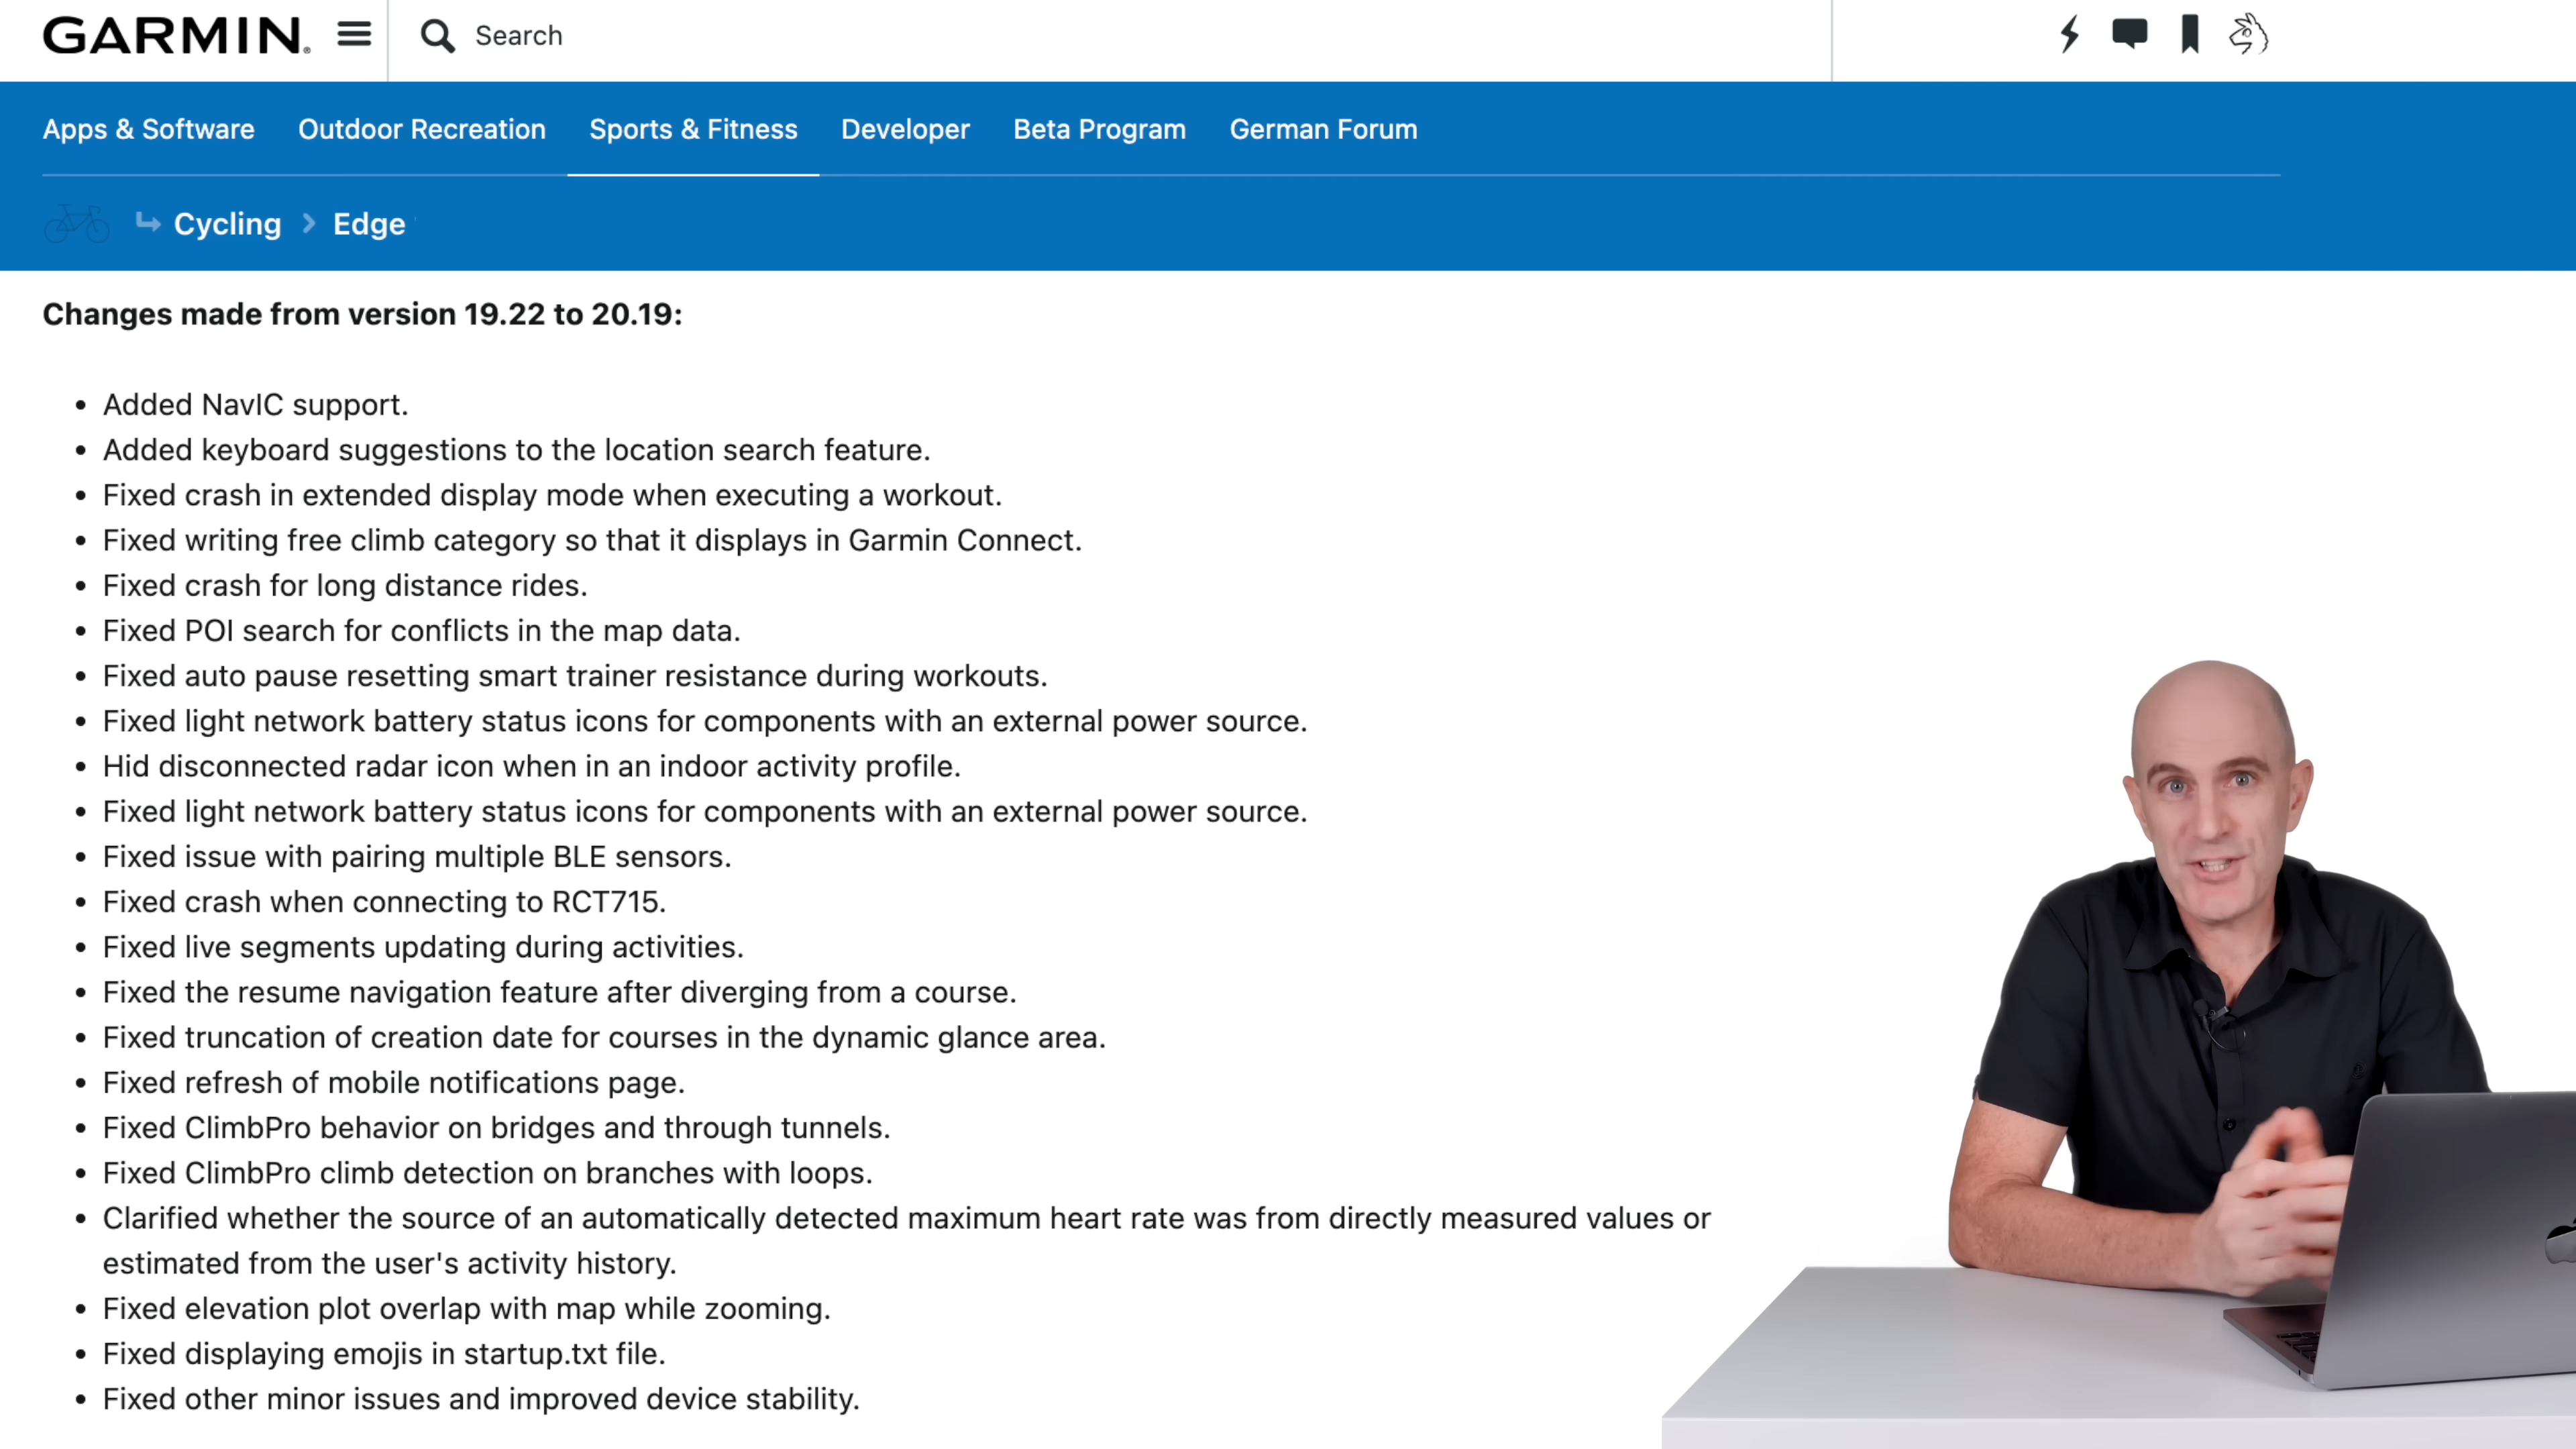 GARMIN.
Search
Apps & Software Outdoor Recreation Sports & Fitness Developer Beta Program German Forum
Cycling Edge
Changes made from version 19.22 to 20.19:
• Added NavIC support.
• Added keyboard suggestions to the location search feature.
• Fixed crash in extended display mode when executing a workout.
• Fixed writing free climb category so that it displays in Garmin Connect.
• Fixed crash for long distance rides.
• Fixed POI search for conflicts in the map data.
• Fixed auto pause resetting smart trainer resistance during workouts.
• Fixed light network battery status icons for components with an external power source.
• Hid disconnected radar icon when in an indoor activity profile.
• Fixed light network battery status icons for components with an external power source.
• Fixed issue with pairing multiple BLE sensors.
• Fixed crash when connecting to RCT715.
• Fixed live segments updating during activities.
• Fixed the resume navigation feature after diverging from a course.
• Fixed truncation of creation date for courses in the dynamic glance area.
• Fixed refresh of mobile notifications page.
• Fixed ClimbPro behavior on bridges and through tunnels.
• Fixed ClimbPro climb detection on branches with loops.
• Clarified whether the source of an automatically detected maximum heart rate was from directly measured values or
estimated from the user's activity history.
• Fixed elevation plot overlap with map while zooming.
• Fixed displaying emojis in startup.txt file.
• Fixed other minor issues and improved device stability.